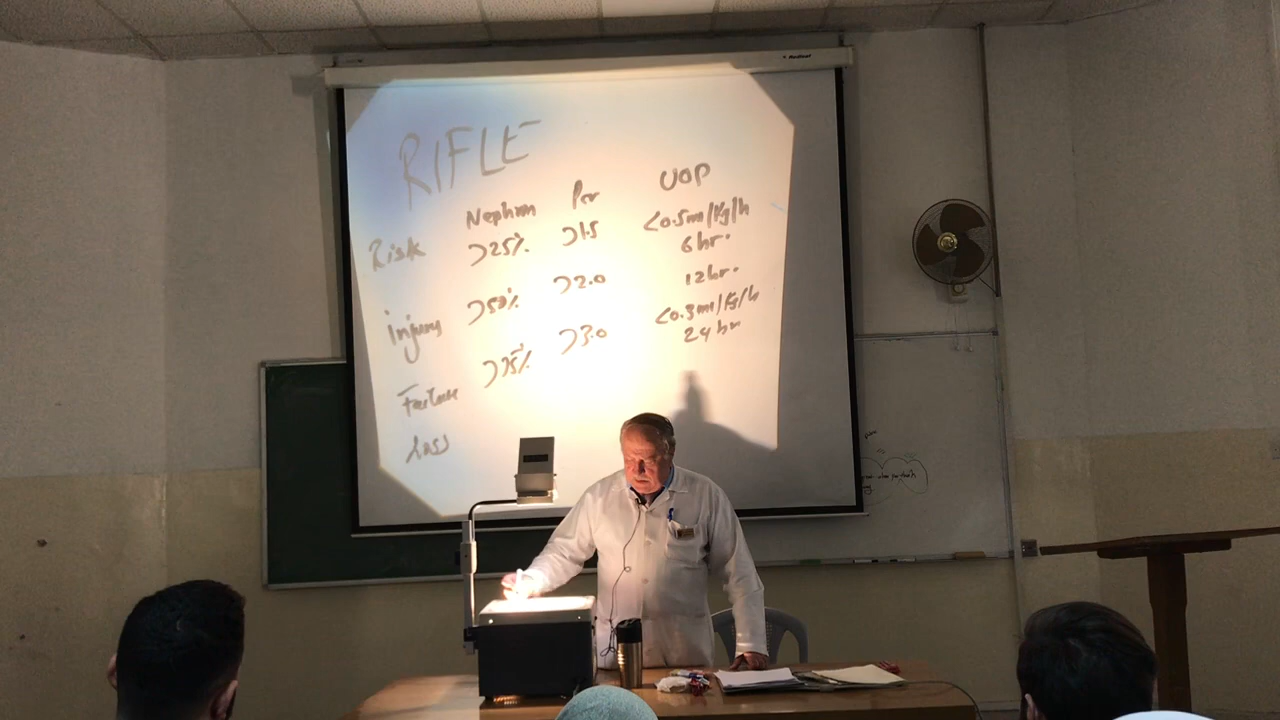 RIFLE
Nephron Pcr UOP
Risk >25% >1.5 <0.5ml/kg/h
6hr.
injury >50% >2.0 12hr.
Failure >75% >3.0 <0.3ml/kg/h
24hr
Loss